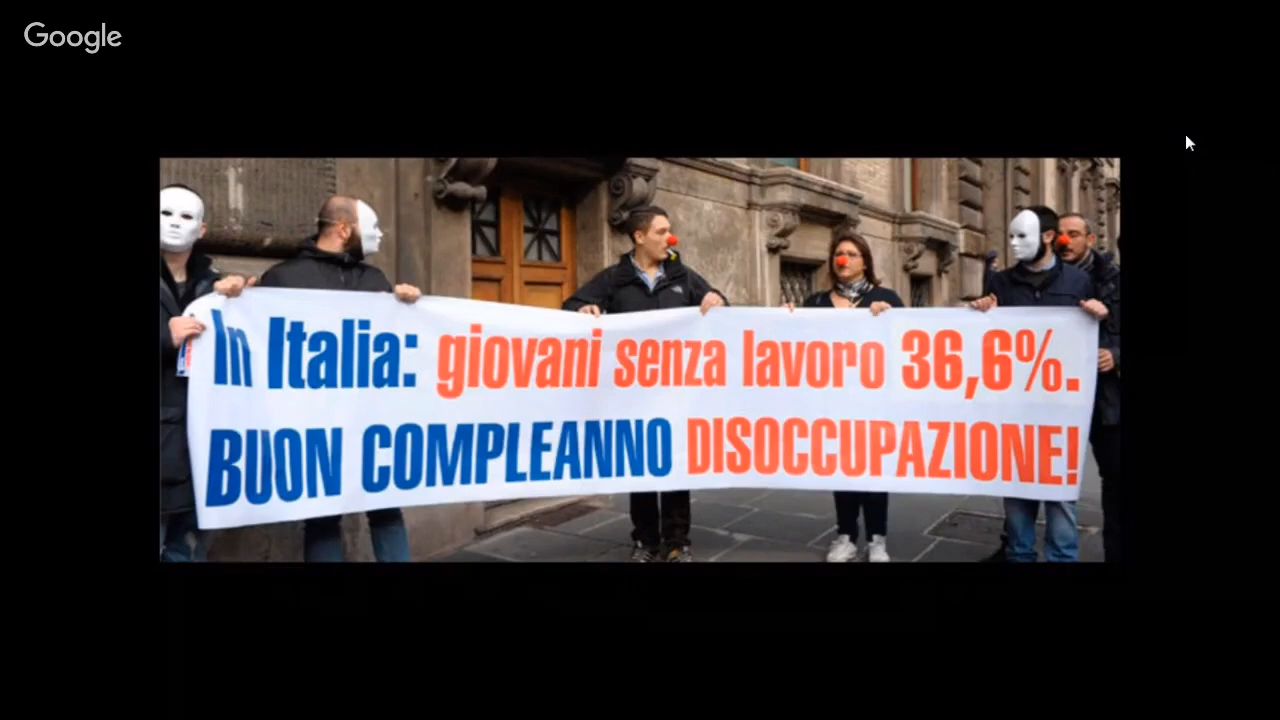 Google
In Italia: giovani senza lavoro 36,6%.
BUON COMPLEANNO DISOCCUPAZIONE!